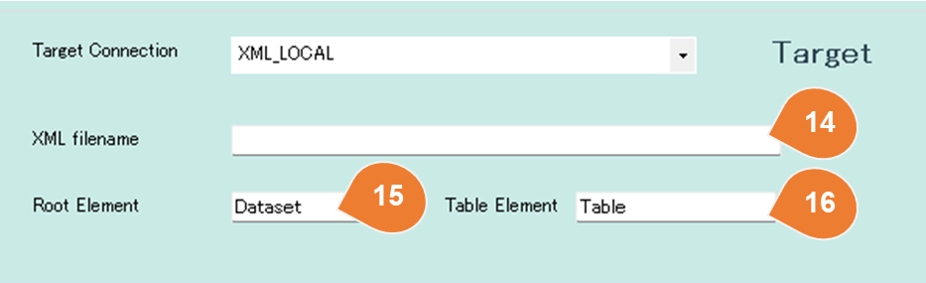 Target Connection XML_LOCAL Target
XML filename 14
Root Element Dataset 15 Table Element Table 16